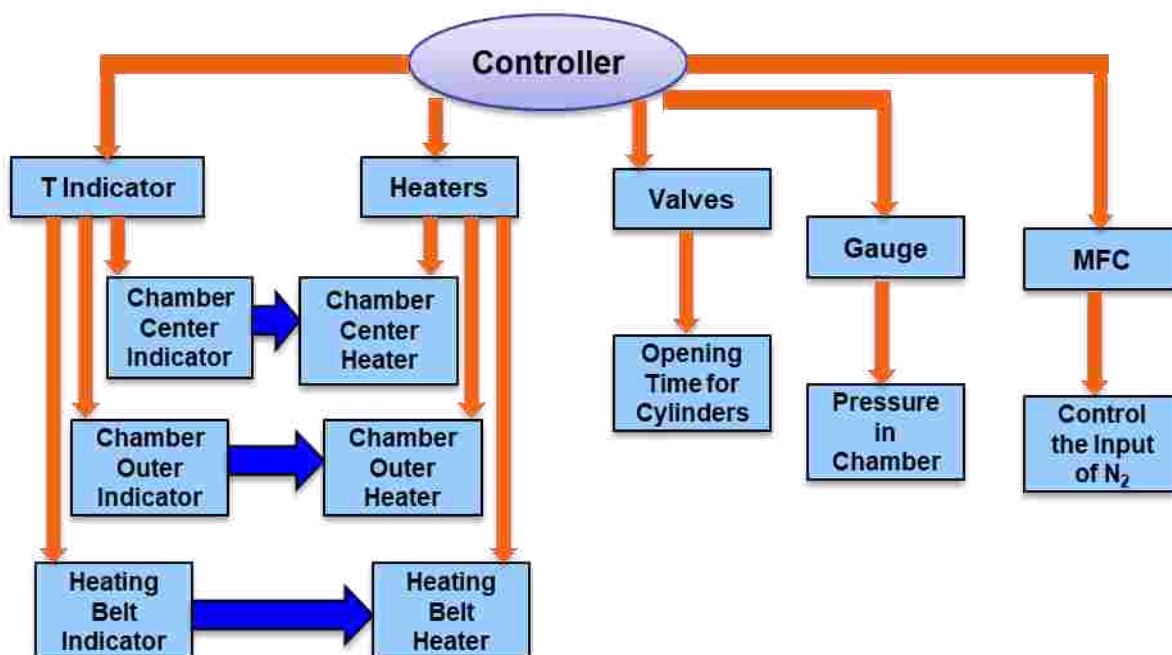 Controller
T Indicator
Heaters
Valves
Gauge
MFC
Chamber
Center
Indicator
Chamber
Center
Heater
Opening
Time for
Cylinders
Pressure
in
Chamber
Control
the Input
of N₂
Chamber
Outer
Indicator
Chamber
Outer
Heater
Heating
Belt
Indicator
Heating
Belt
Heater